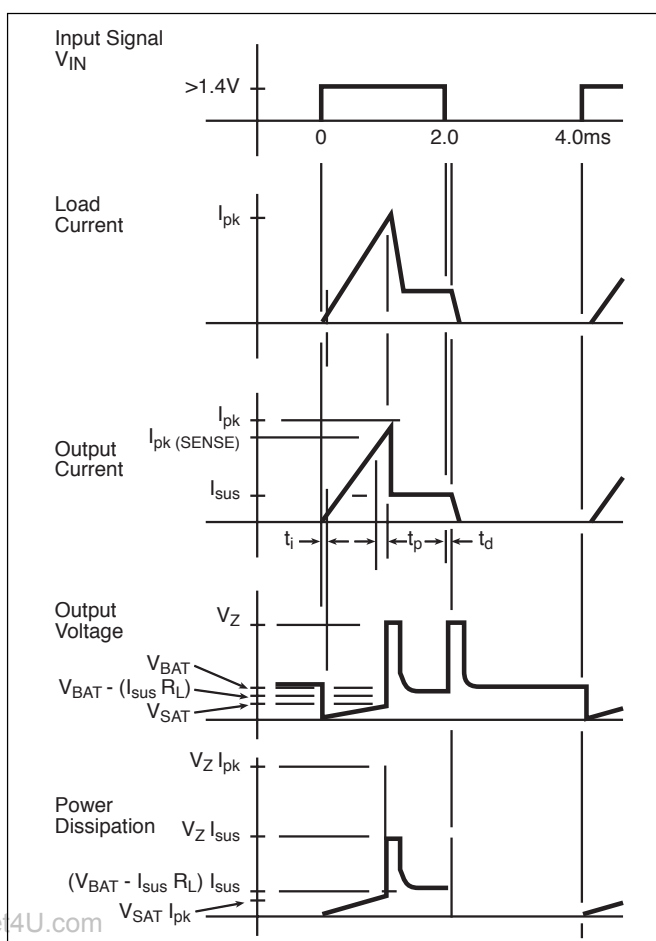 Input Signal
VIN
>1.4V
0 2.0 4.0ms
Load
Current
Ipk
Output
Current
Ipk
Ipk (SENSE)
Isus
ti tp td
Output
Voltage
VZ
VBAT
VBAT - (Isus RL)
VSAT
Power
Dissipation
VZ Ipk
VZ Isus
(VBAT - Isus RL) Isus
VSAT Ipk
et4U.com